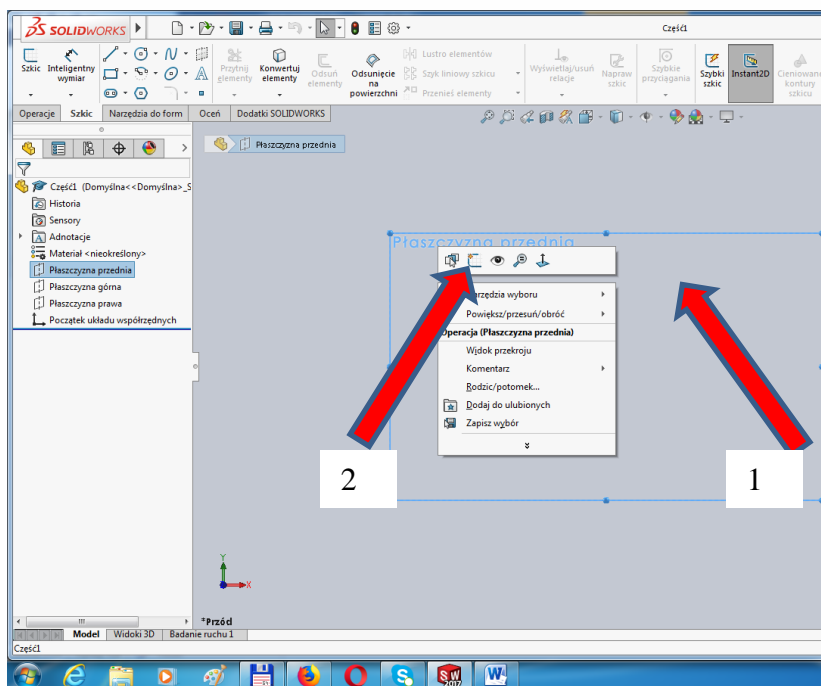 SOLIDWORKS
Część1
Szkic
Inteligentny wymiar
Przytnij elementy
Konwertuj elementy
Odsuń elementy
Odsunięcie na powierzchni
Lustro elementów
Szyk liniowy szkicu
Przenieś elementy
Wyświetlaj/usuń relacje
Napraw szkic
Szybkie przyciągania
Szybki szkic
Instant2D
Cieniowane kontury szkicu
Operacje
Szkic
Narzędzia do form
Oceń
Dodatki SOLIDWORKS
Płaszczyzna przednia
Część1 (Domyślna<<Domyślna>_S
Historia
Sensory
Adnotacje
Materiał <nieokreślony>
Płaszczyzna przednia
Płaszczyzna górna
Płaszczyzna prawa
Początek układu współrzędnych
Płaszczyzna przednia
arzędzia wyboru
Powiększ/przesuń/obróć
Operacja (Płaszczyzna przednia)
Widok przekroju
Komentarz
Rodzic/potomek...
Dodaj do ulubionych
Zapisz wybór
2
1
Y
X
*Przód
Model
Widoki 3D
Badanie ruchu 1
Część1
SW
2017
W